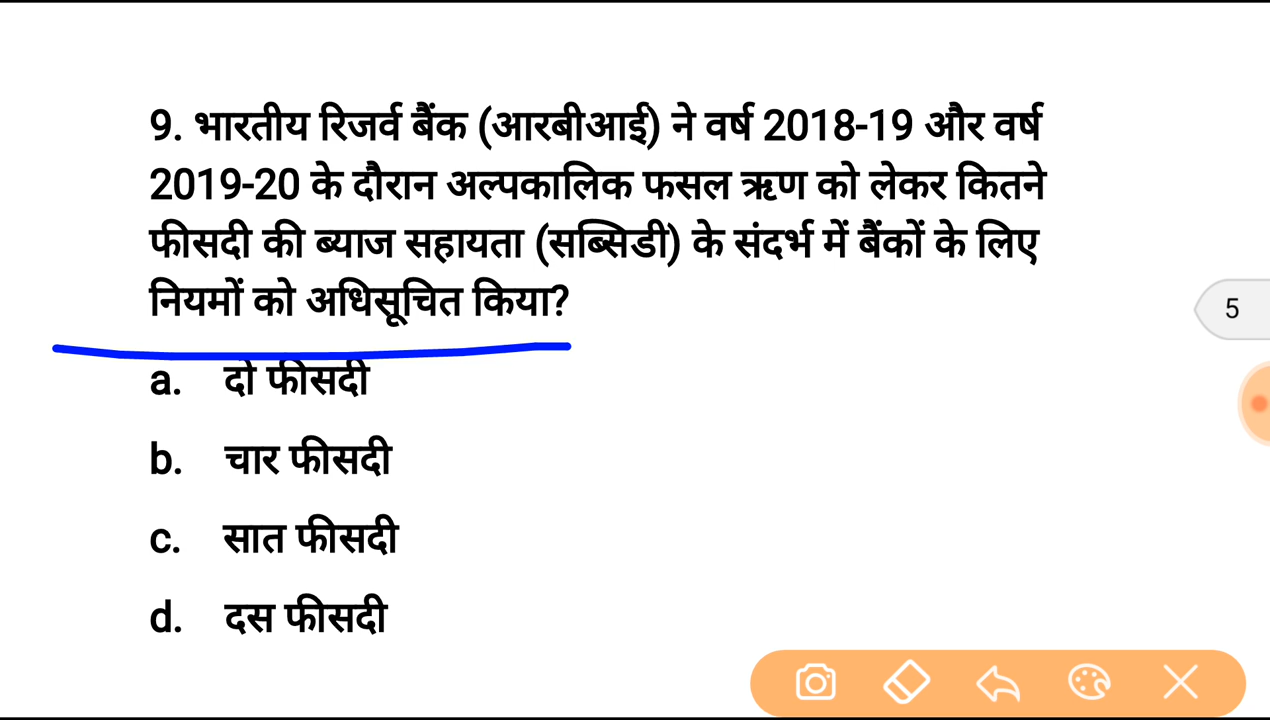 9. भारतीय रिजर्व बैंक (आरबीआई) ने वर्ष 2018-19 और वर्ष
2019-20 के दौरान अल्पकालिक फसल ऋण को लेकर कितने
फीसदी की ब्याज सहायता (सब्सिडी) के संदर्भ में बैंकों के लिए
नियमों को अधिसूचित किया?
5
a. दो फीसदी
b. चार फीसदी
c. सात फीसदी
d. दस फीसदी